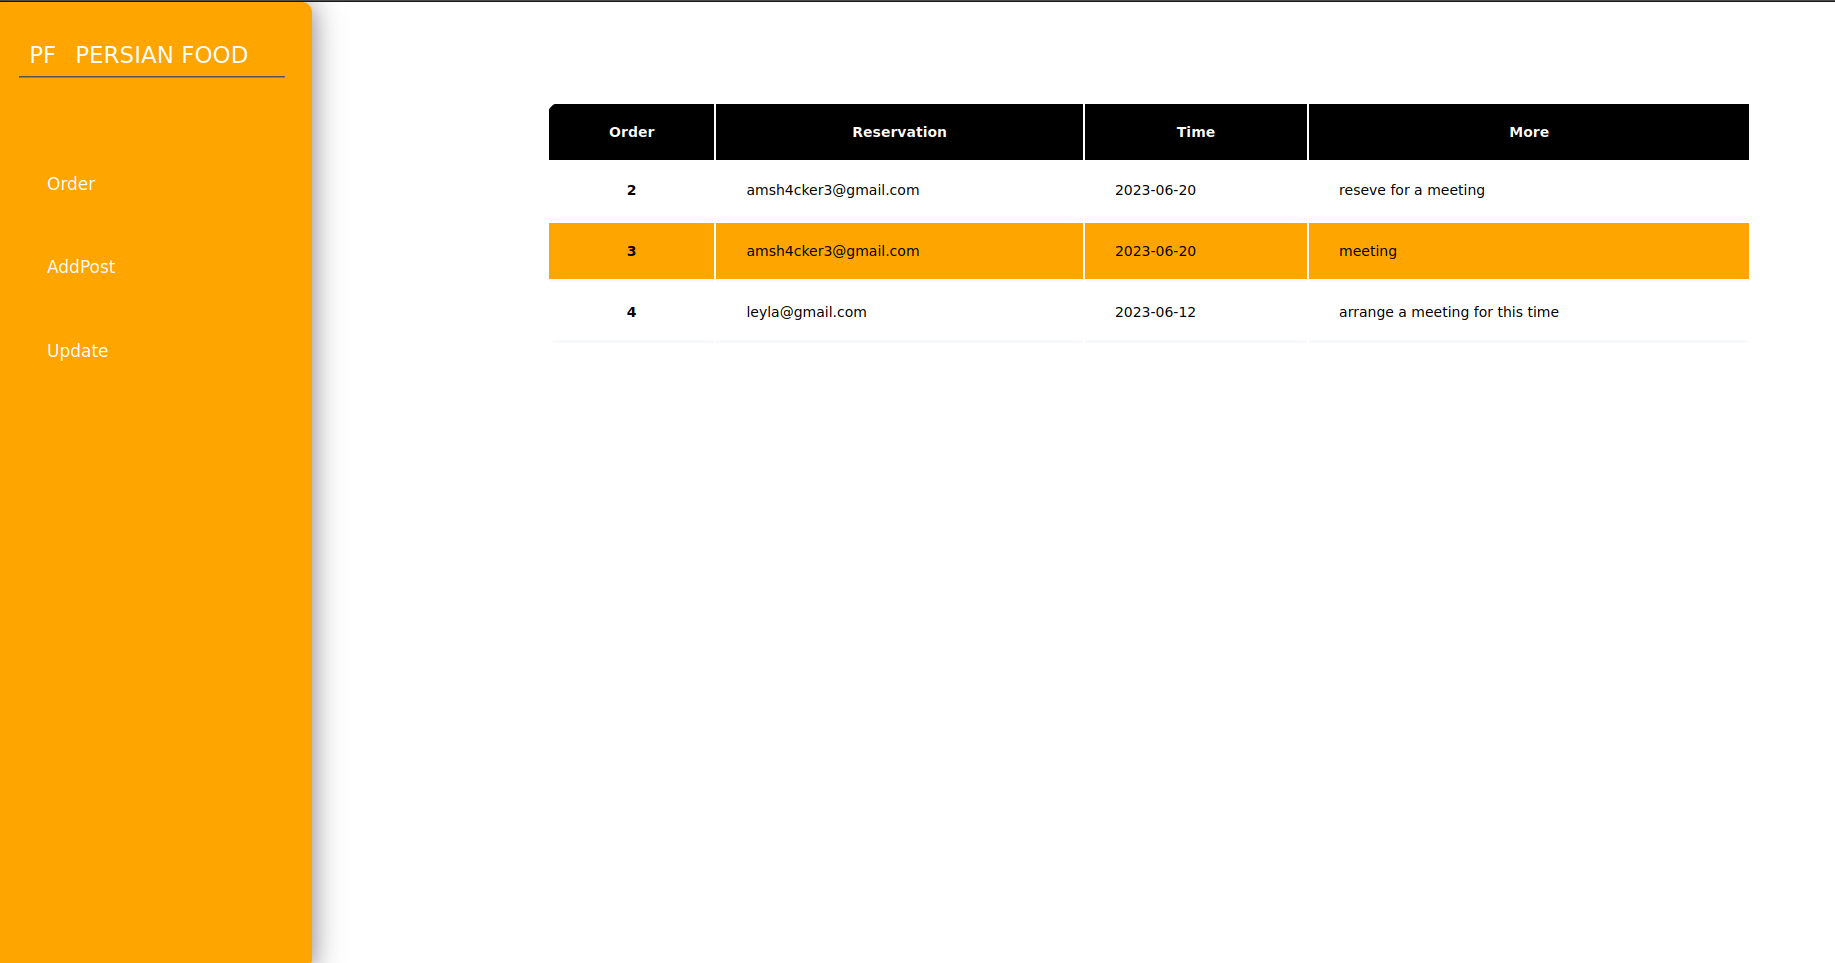 PF PERSIAN FOOD
Order
AddPost
Update
Order Reservation Time More
2 amsh4cker3@gmail.com 2023-06-20 reseve for a meeting
3 amsh4cker3@gmail.com 2023-06-20 meeting
4 leyla@gmail.com 2023-06-12 arrange a meeting for this time